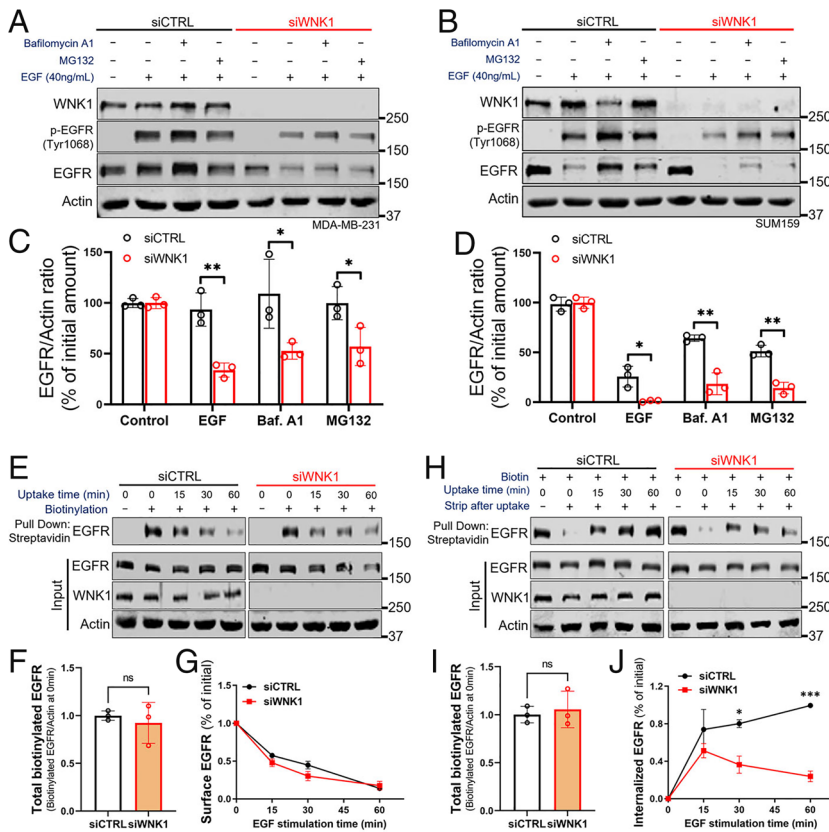 A
siCTRL siWNK1
Bafilomycin A1 – – + – – – + –
MG132 – – – + – – – +
EGF (40ng/mL) – + + + – + + +
WNK1
250
p-EGFR
(Tyr1068)
150
EGFR
150
Actin
37
MDA-MB-231
B
siCTRL siWNK1
Bafilomycin A1 – – + – – – + –
MG132 – – – + – – – +
EGF (40ng/mL) – + + + – + + +
WNK1
250
p-EGFR
(Tyr1068)
150
EGFR
150
Actin
37
SUM159
C
EGFR/Actin ratio
(% of initial amount)
150
100
50
0
siCTRL
siWNK1
** * *
Control EGF Baf. A1 MG132
D
EGFR/Actin ratio
(% of initial amount)
150
100
50
0
siCTRL
siWNK1
* ** **
Control EGF Baf. A1 MG132
E
siCTRL siWNK1
Uptake time (min) 0 0 15 30 60 0 0 15 30 60
Biotinylation – + + + + – + + + +
Pull Down:
Streptavidin
EGFR
150
Input
EGFR
150
WNK1
250
Actin
37
H
siCTRL siWNK1
Biotin + + + + + + + + + +
Uptake time (min) 0 0 15 30 60 0 0 15 30 60
Strip after uptake – + + + + – + + + +
Pull Down:
Streptavidin
EGFR
150
Input
EGFR
150
WNK1
250
Actin
37
F
Total biotinylated EGFR
(Biotinylated EGFR/Actin at 0min)
1.5
1.0
0.5
0.0
ns
siCTRL siWNK1
G
Surface EGFR (% of initial)
1.5
1.0
0.5
0.0
siCTRL
siWNK1
0 15 30 45 60
EGF stimulation time (min)
I
Total biotinylated EGFR
(Biotinylated EGFR/Actin at 0min)
1.5
1.0
0.5
0.0
ns
siCTRL siWNK1
J
Internalized EGFR (% of initial)
1.2
0.8
0.4
0.0
siCTRL
siWNK1
* ***
0 15 30 45 60
EGF stimulation time (min)